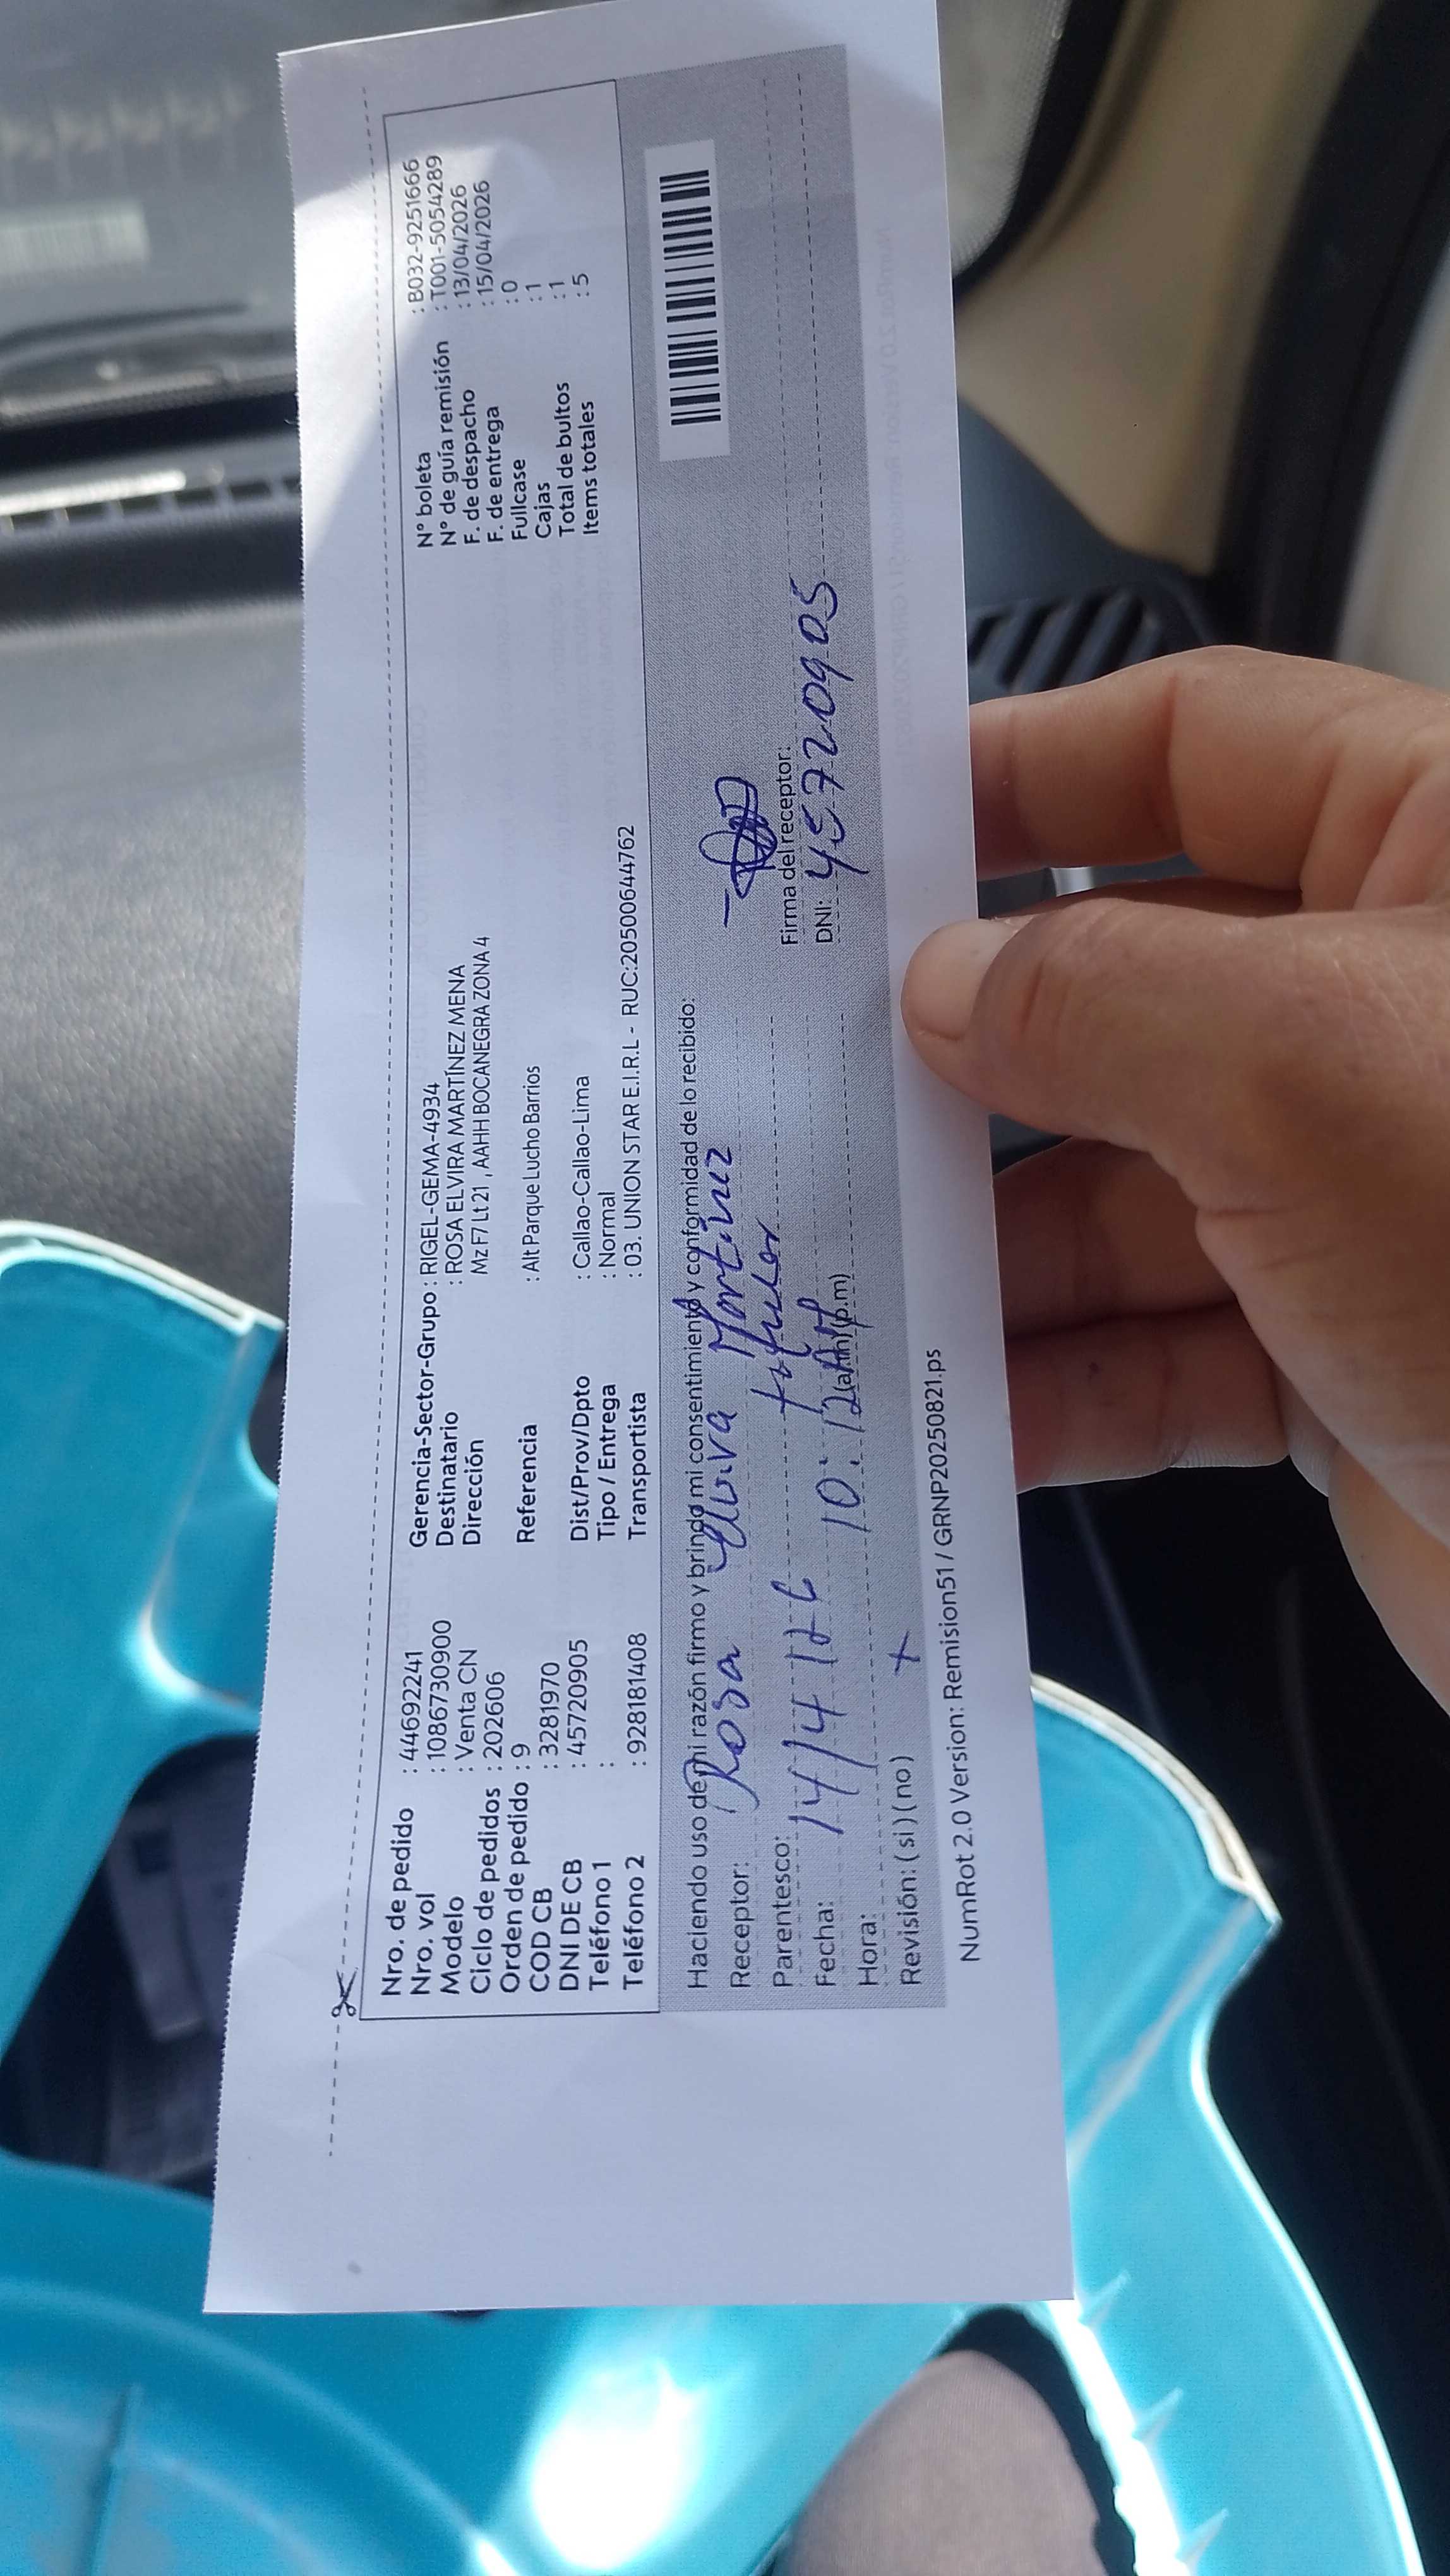 Nro. de pedido : 44692241
Nro. vol : 1086730900
Modelo : Venta CN
Ciclo de pedidos : 202606
Orden de pedido : 9
COD CB : 3281970
DNI DE CB : 45720905
Teléfono 1 :
Teléfono 2 : 928181408
Gerencia-Sector-Grupo : RIGEL-GEMA-4934
Destinatario : ROSA ELVIRA MARTÍNEZ MENA
Dirección Mz F7 Lt 21 , AAHH BOCANEGRA ZONA 4
Referencia : Alt Parque Lucho Barrios
Dist/Prov/Dpto : Callao-Callao-Lima
Tipo / Entrega : Normal
Transportista : 03. UNION STAR E.I.R.L - RUC:20500644762
N° boleta : B032-9251666
N° de guía remisión : T001-5054289
F. de despacho : 13/04/2026
F. de entrega : 15/04/2026
Fullcase : 0
Cajas : 1
Total de bultos : 1
Items totales : 5
Haciendo uso de mi razón firmo y brindo mi consentimiento y conformidad de lo recibido:
Receptor: Rosa Elvira Martinez
Parentesco: titular
Fecha: 14/4/26
Hora: 10:12 (a.m) (p.m)
Revisión: ( si ) ( no ) x
Firma del receptor:
DNI: 45720905
NumRot 2.0 Version: Remision51 / GRNP20250821.ps